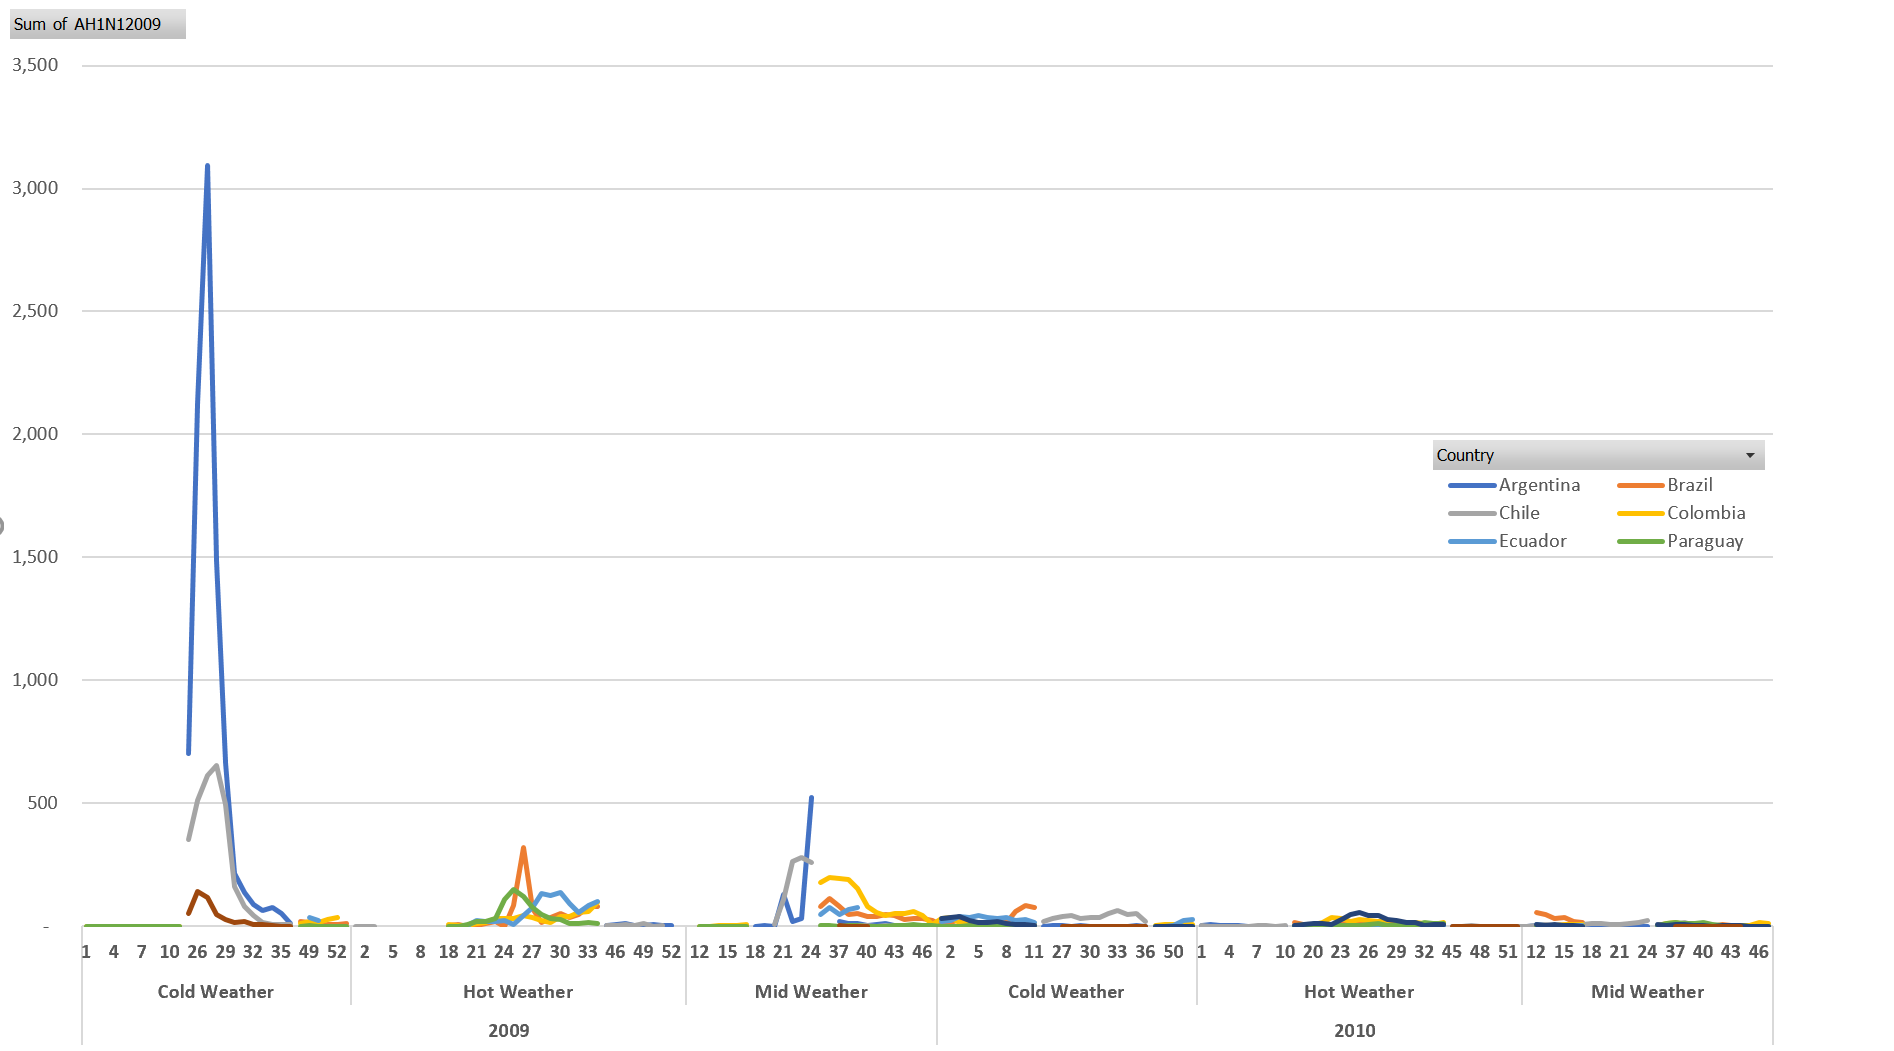 Sum of AH1N12009
3,500
3,000
2,500
2,000
1,500
1,000
500
-
Country
Argentina Brazil
Chile Colombia
Ecuador Paraguay
1 4 7 10 26 29 32 35 49 52 2 5 8 18 21 24 27 30 33 46 49 52 12 15 18 21 24 37 40 43 46 2 5 8 11 27 30 33 36 50 1 4 7 10 20 23 26 29 32 45 48 51 12 15 18 21 24 37 40 43 46
Cold Weather Hot Weather Mid Weather Cold Weather Hot Weather Mid Weather
2009 2010